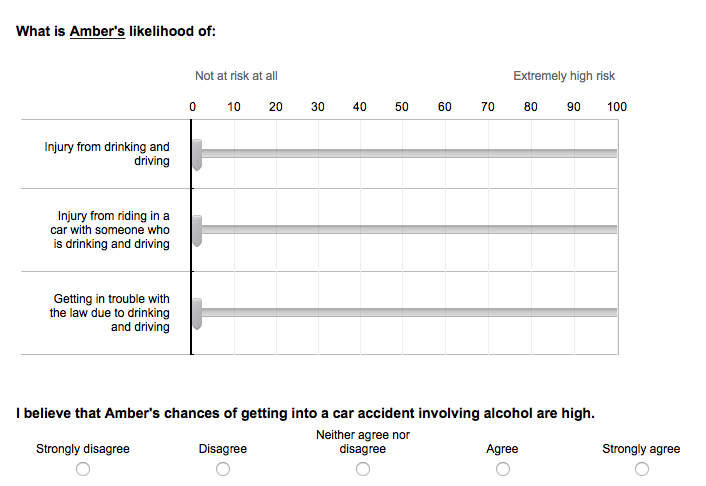 What is Amber's likelihood of:
Not at risk at all Extremely high risk
0 10 20 30 40 50 60 70 80 90 100
Injury from drinking and
driving
Injury from riding in a
car with someone who
is drinking and driving
Getting in trouble with
the law due to drinking
and driving
I believe that Amber's chances of getting into a car accident involving alcohol are high.
Strongly disagree Disagree Neither agree nor
disagree Agree Strongly agree